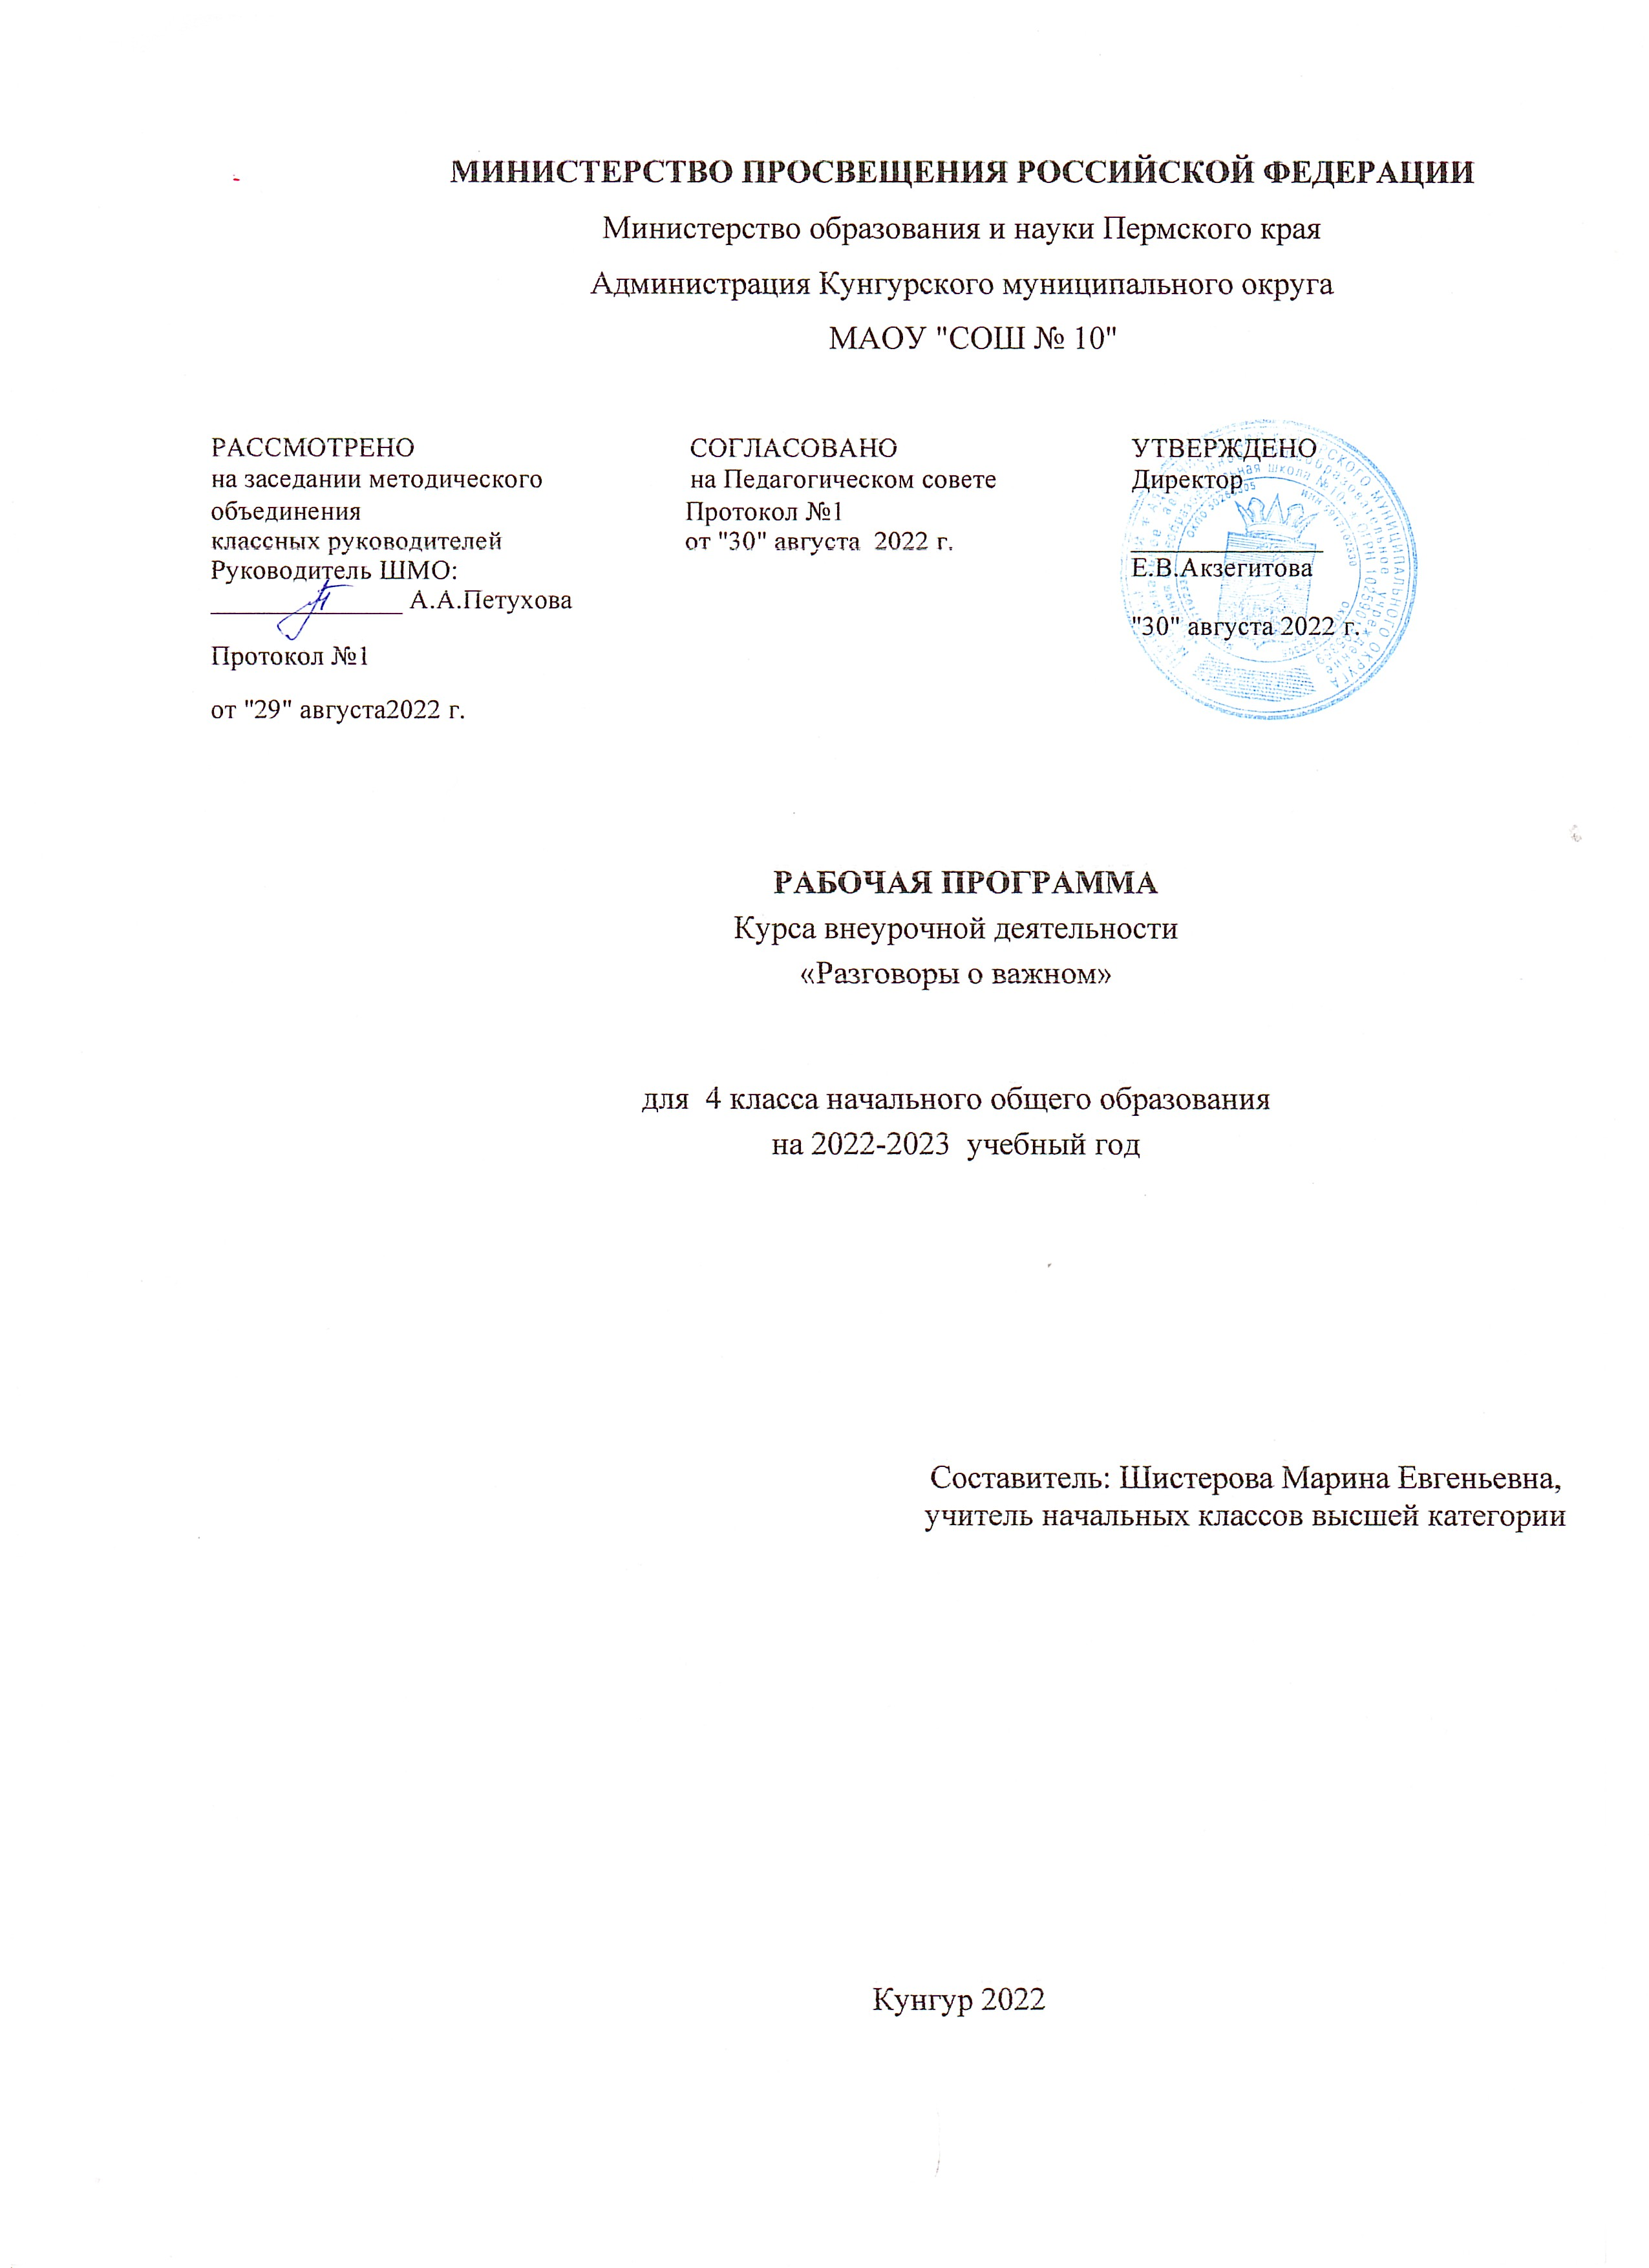 МИНИСТЕРСТВО ПРОСВЕЩЕНИЯ РОССИЙСКОЙ ФЕДЕРАЦИИ
Министерство образования и науки Пермского края
Администрация Кунгурского муниципального округа
МАОУ "СОШ № 10"
РАССМОТРЕНО
на заседании методического
объединения
классных руководителей
Руководитель ШМО:
______________ А.А.Петухова
Протокол №1
от "29" августа2022 г.
СОГЛАСОВАНО
на Педагогическом совете
Протокол №1
от "30" августа 2022 г.
УТВЕРЖДЕНО
Директор
______________
Е.В.Акзегитова
"30" августа 2022 г.
РАБОЧАЯ ПРОГРАММА
Курса внеурочной деятельности
«Разговоры о важном»
для 4 класса начального общего образования
на 2022-2023 учебный год
Составитель: Шистерова Марина Евгеньевна,
учитель начальных классов высшей категории
Кунгур 2022